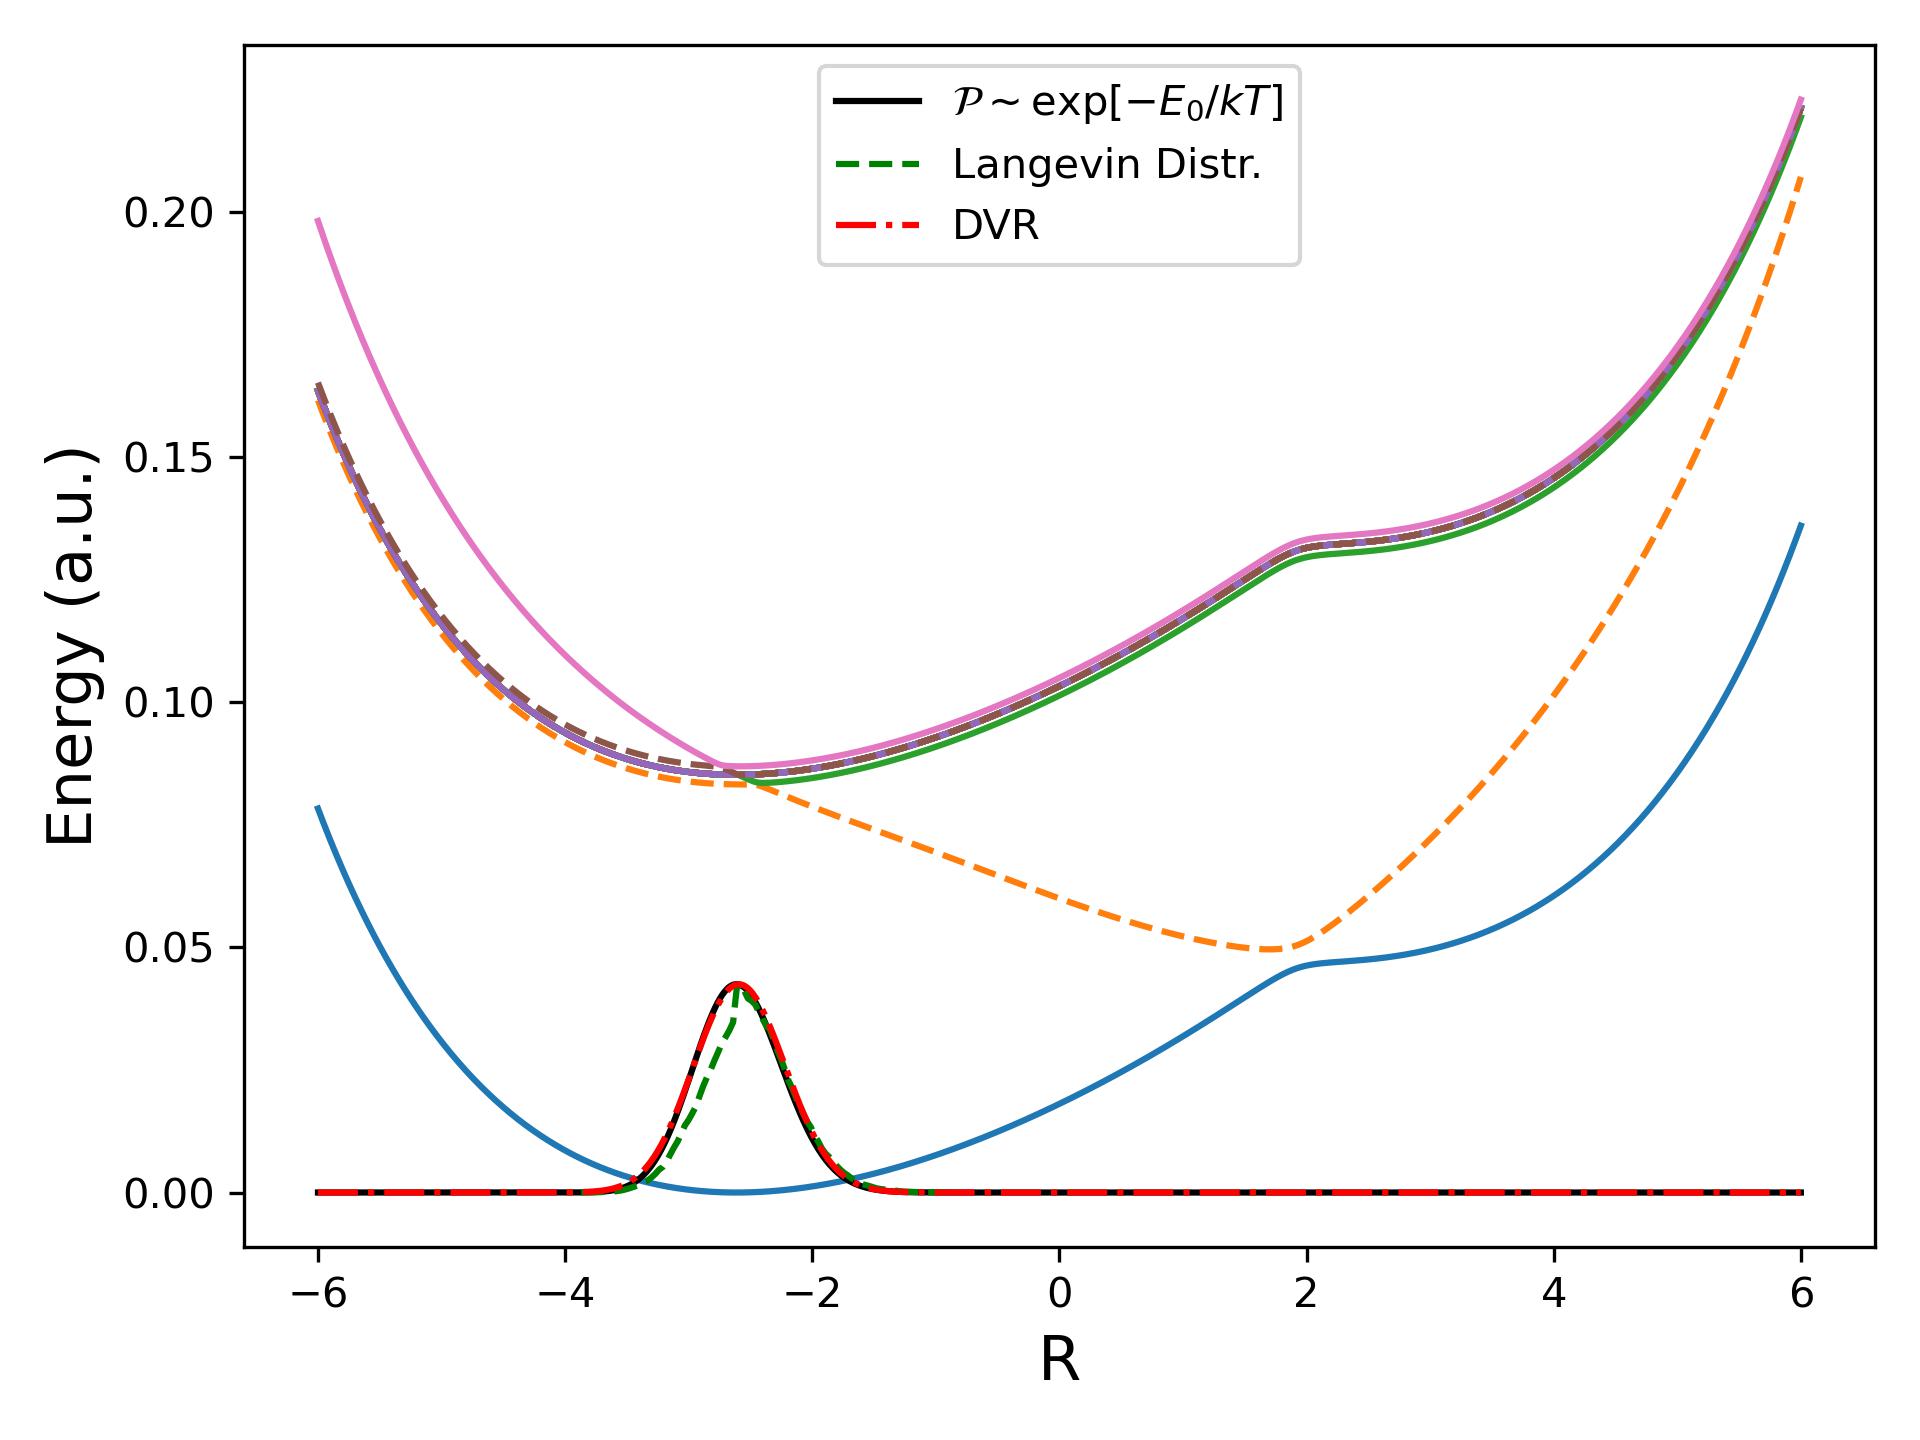 𝒫 ~ exp[−E₀/kT]
Langevin Distr.
DVR
0.20
0.15
0.10
0.05
0.00
Energy (a.u.)
−6 −4 −2 0 2 4 6
R